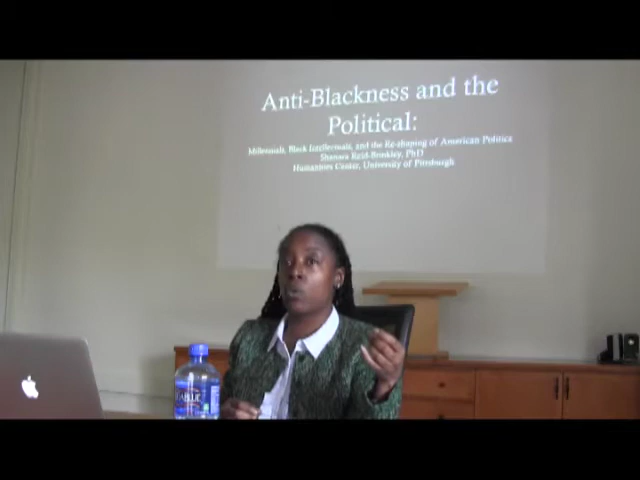 Anti-Blackness and the
Political:
Millennials, Black Intellectuals, and the Re-shaping of American Politics
Shanara Reid-Brinkley, PhD
Humanities Center, University of Pittsburgh